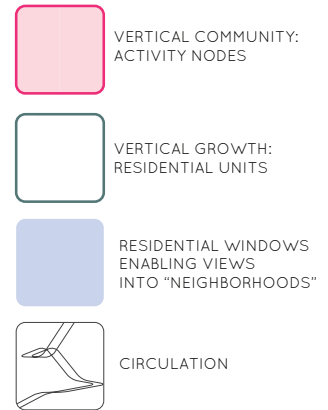 VERTICAL COMMUNITY:
ACTIVITY NODES
VERTICAL GROWTH:
RESIDENTIAL UNITS
RESIDENTIAL WINDOWS
ENABLING VIEWS
INTO “NEIGHBORHOODS”
CIRCULATION